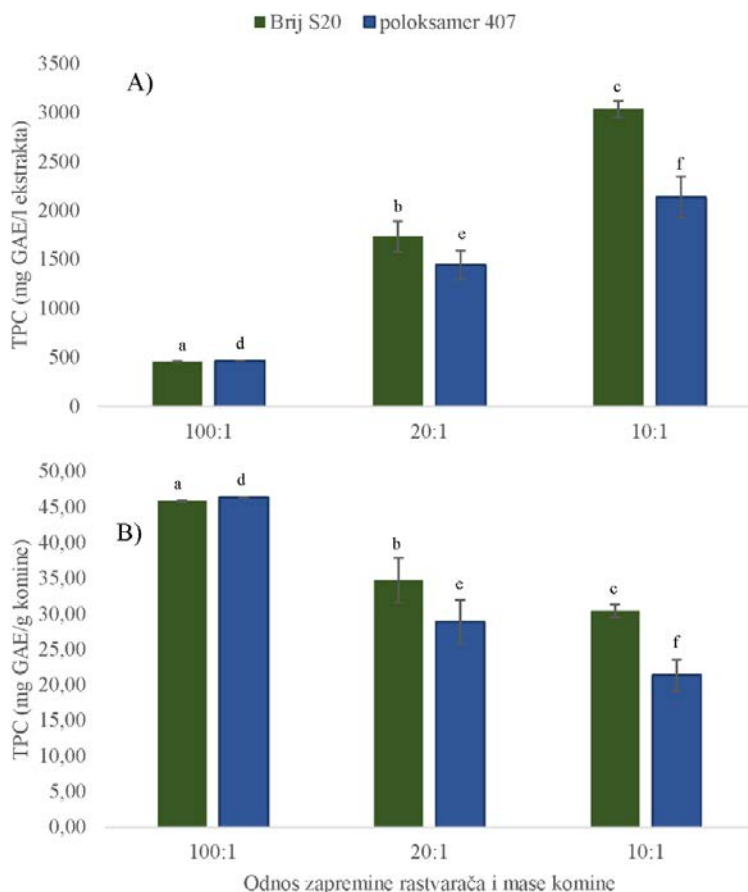 Brij S20 poloksamer 407
A)
TPC (mg GAE/l ekstrakta)
3500
3000
2500
2000
1500
1000
500
0
a d
b e
c f
100:1 20:1 10:1
B)
TPC (mg GAE/g komine)
50,00
45,00
40,00
35,00
30,00
25,00
20,00
15,00
10,00
5,00
0,00
a d
b e
c f
100:1 20:1 10:1
Odnos zapremine rastvarača i mase komine